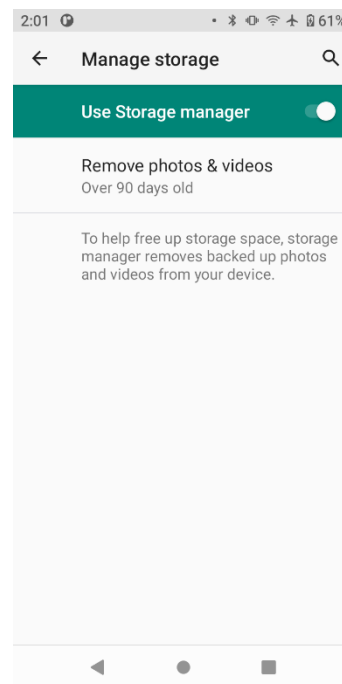 2:01 61%
Manage storage
Use Storage manager
Remove photos & videos
Over 90 days old
To help free up storage space, storage
manager removes backed up photos
and videos from your device.